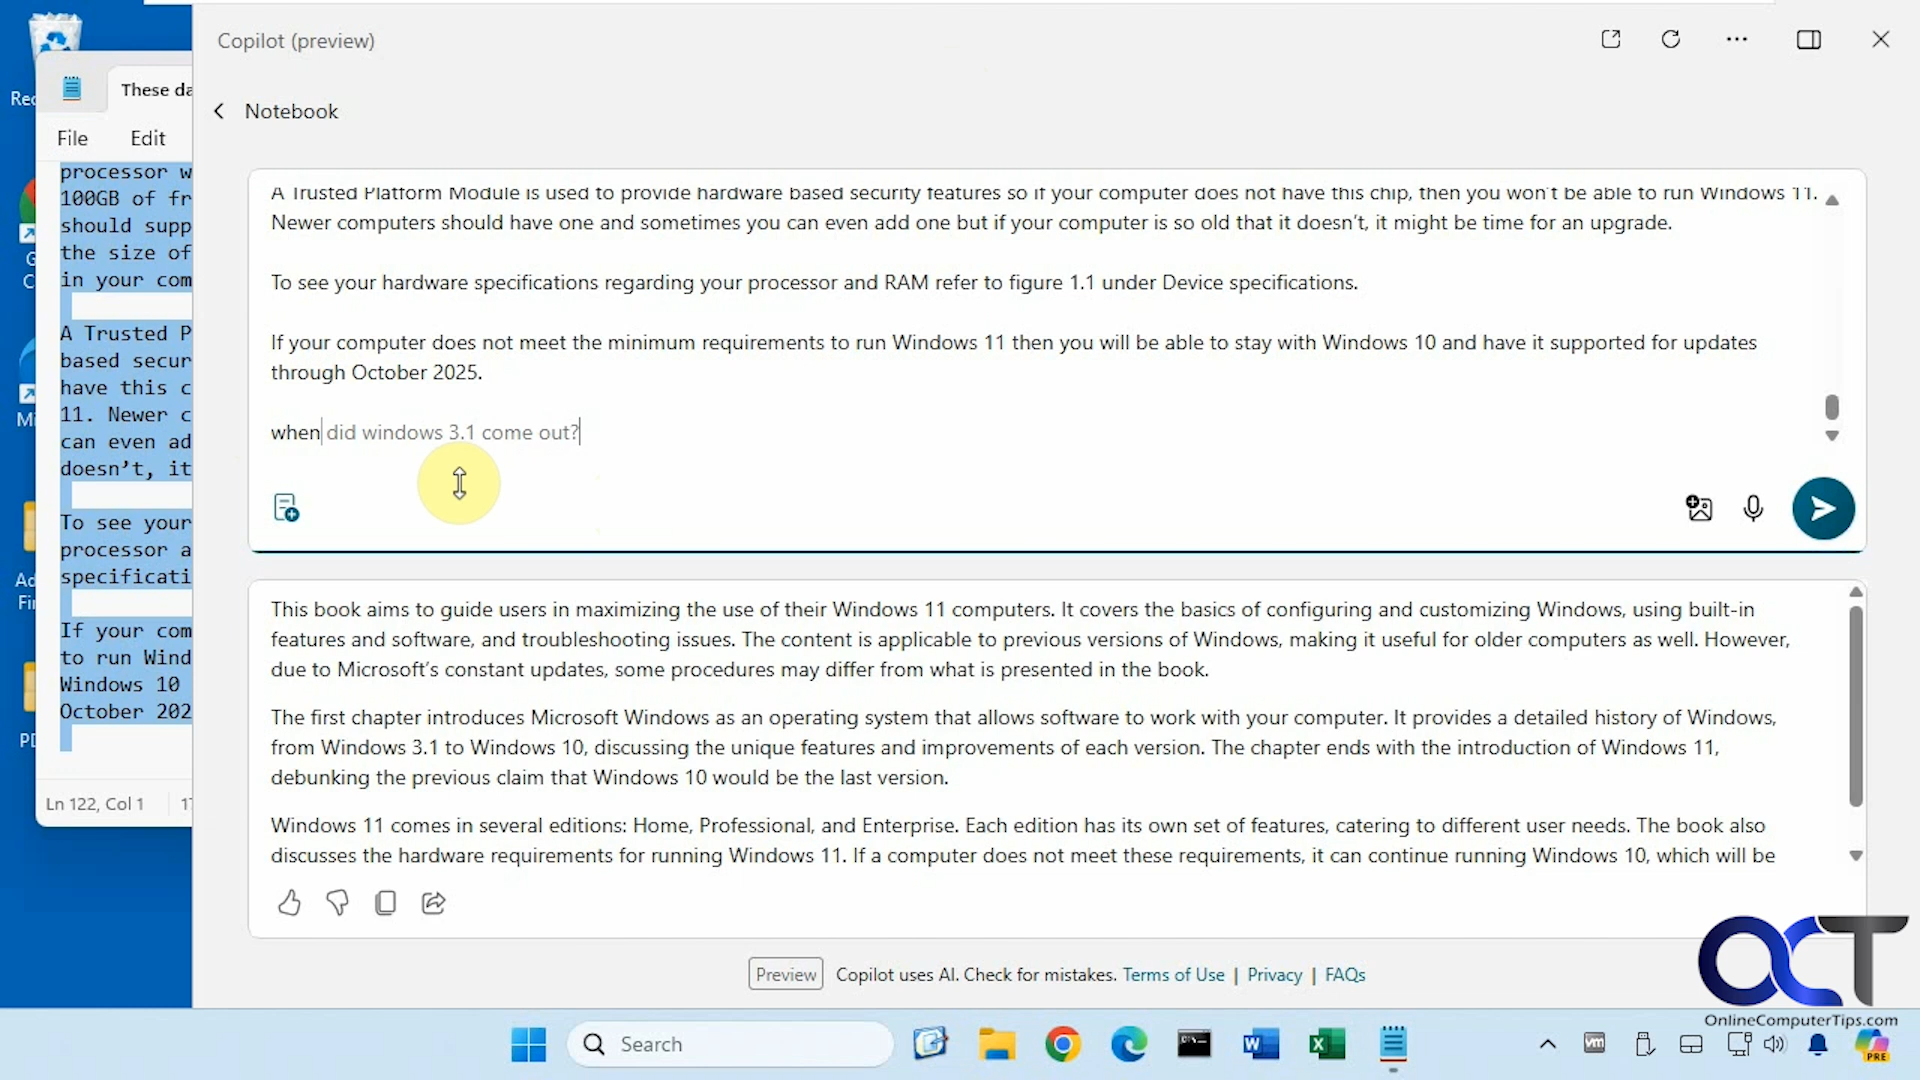 Copilot (preview)
Rec
These da
File Edit
Notebook
processor w
100GB of fr
should supp
the size of
in your com
A Trusted P
based secur
have this c
11. Newer c
can even ad
doesn’t, it
To see your
processor a
specificati
If your com
to run Wind
Windows 10
October 202
Ln 122, Col 1
A Trusted Platform Module is used to provide hardware based security features so if your computer does not have this chip, then you won’t be able to run Windows 11.
Newer computers should have one and sometimes you can even add one but if your computer is so old that it doesn’t, it might be time for an upgrade.
To see your hardware specifications regarding your processor and RAM refer to figure 1.1 under Device specifications.
If your computer does not meet the minimum requirements to run Windows 11 then you will be able to stay with Windows 10 and have it supported for updates
through October 2025.
when did windows 3.1 come out?
This book aims to guide users in maximizing the use of their Windows 11 computers. It covers the basics of configuring and customizing Windows, using built-in
features and software, and troubleshooting issues. The content is applicable to previous versions of Windows, making it useful for older computers as well. However,
due to Microsoft’s constant updates, some procedures may differ from what is presented in the book.
The first chapter introduces Microsoft Windows as an operating system that allows software to work with your computer. It provides a detailed history of Windows,
from Windows 3.1 to Windows 10, discussing the unique features and improvements of each version. The chapter ends with the introduction of Windows 11,
debunking the previous claim that Windows 10 would be the last version.
Windows 11 comes in several editions: Home, Professional, and Enterprise. Each edition has its own set of features, catering to different user needs. The book also
discusses the hardware requirements for running Windows 11. If a computer does not meet these requirements, it can continue running Windows 10, which will be
Preview Copilot uses AI. Check for mistakes. Terms of Use | Privacy | FAQs
OCT
OnlineComputerTips.com
Search
vm
PRE